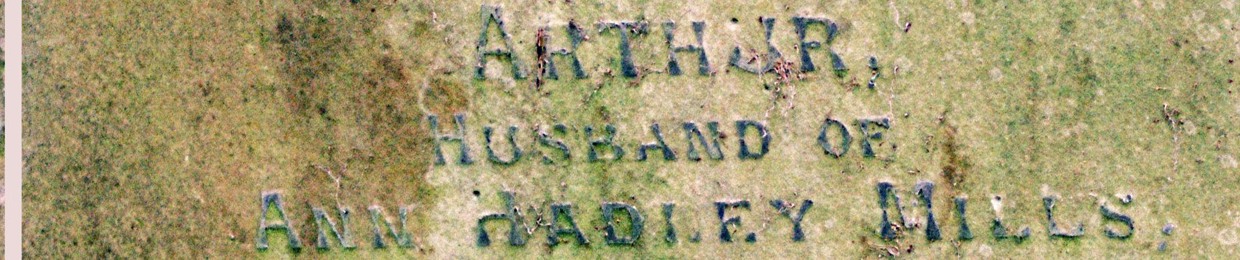 ARTHUR.
HUSBAND OF
ANN HADLEY MILLS.